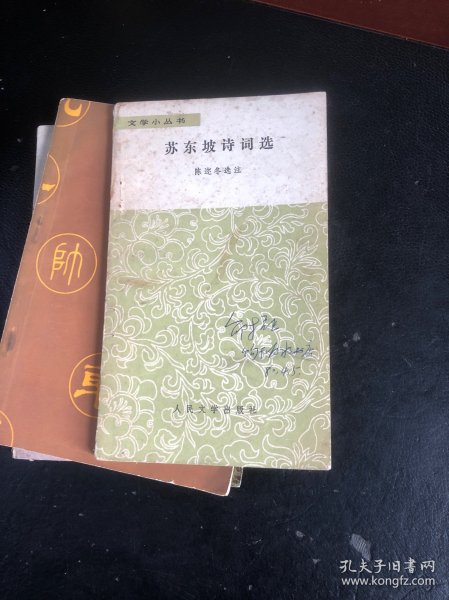 文学小丛书
苏东坡诗词选
陈迩冬选注
帥
人民文学出版社
孔夫子旧书网
www.kongfz.com